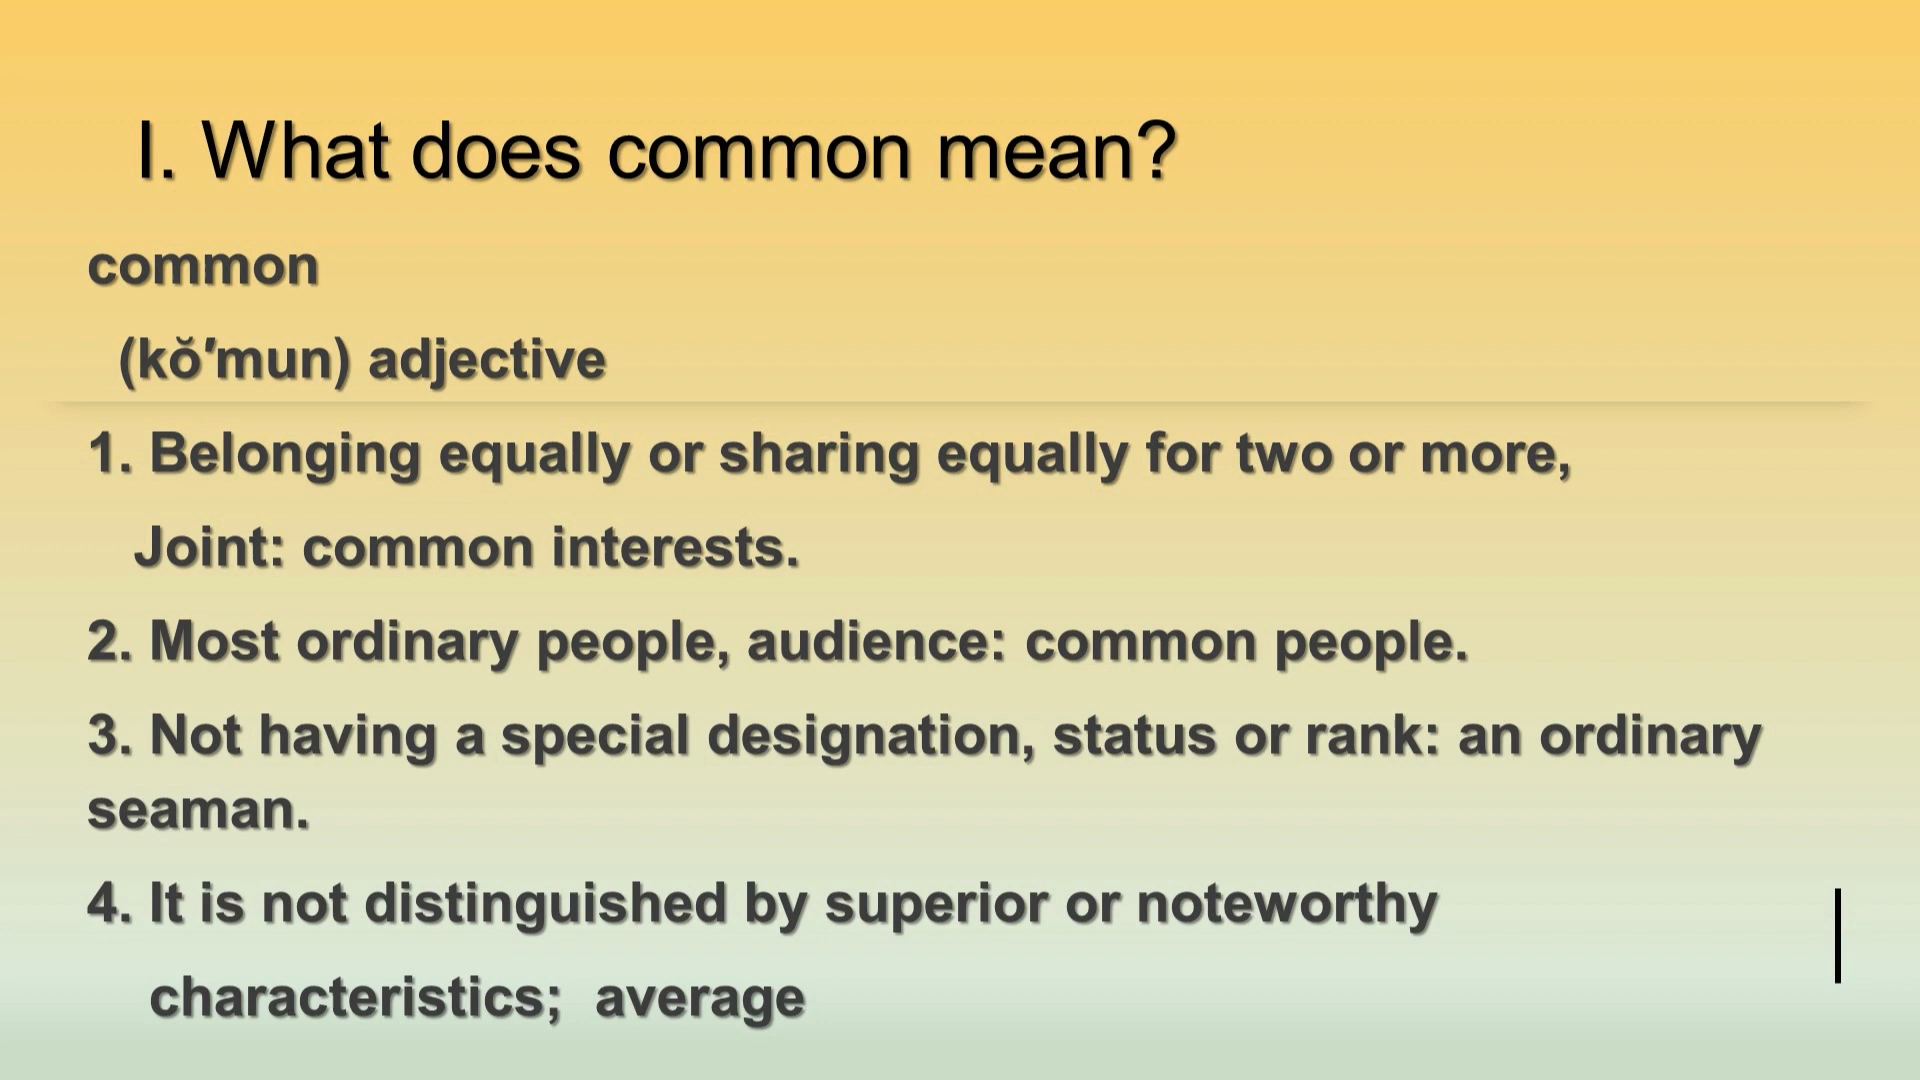 I. What does common mean?
common
(kŏ′mun) adjective
1. Belonging equally or sharing equally for two or more,
Joint: common interests.
2. Most ordinary people, audience: common people.
3. Not having a special designation, status or rank: an ordinary
seaman.
4. It is not distinguished by superior or noteworthy
characteristics;  average